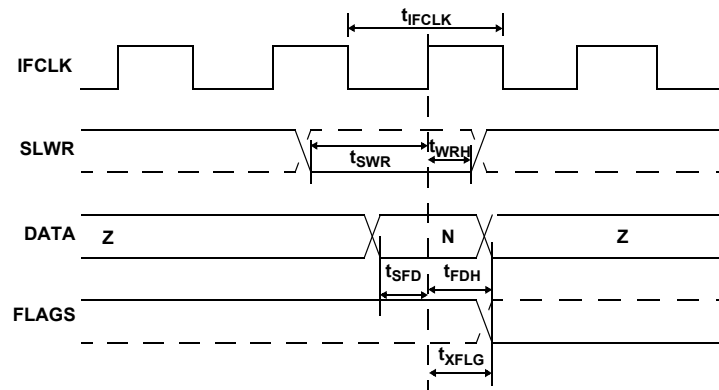 tIFCLK
IFCLK
SLWR
tSWR
tWRH
DATA
Z
N
Z
tSFD
tFDH
FLAGS
tXFLG